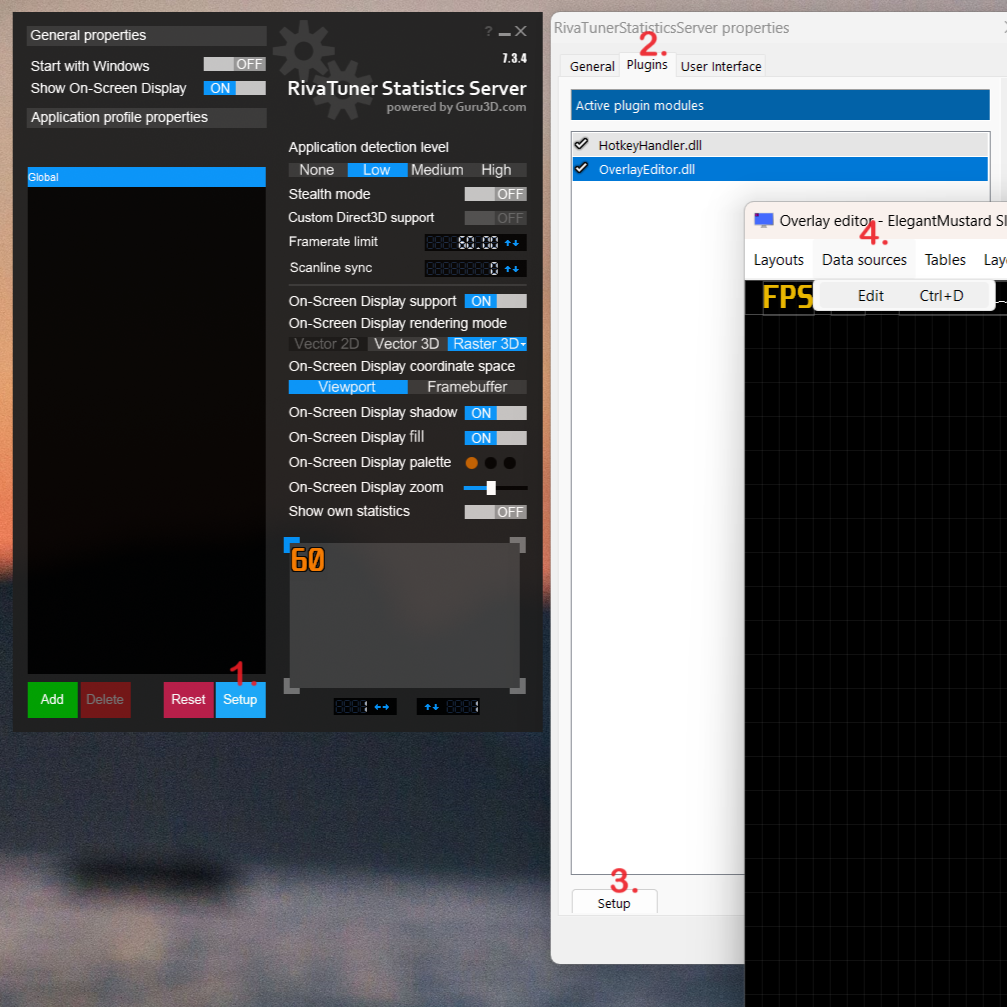 General properties
Start with Windows OFF
Show On-Screen Display ON
Application profile properties
Global
1.
Add Delete Reset Setup
?
7.3.4
RivaTuner Statistics Server
powered by Guru3D.com
Application detection level
None Low Medium High
Stealth mode OFF
Custom Direct3D support OFF
Framerate limit 60.00
Scanline sync 0
On-Screen Display support ON
On-Screen Display rendering mode
Vector 2D Vector 3D Raster 3D
On-Screen Display coordinate space
Viewport Framebuffer
On-Screen Display shadow ON
On-Screen Display fill ON
On-Screen Display palette
On-Screen Display zoom
Show own statistics OFF
60
1 1
RivaTunerStatisticsServer properties
2.
General Plugins User Interface
Active plugin modules
HotkeyHandler.dll
OverlayEditor.dll
3.
Setup
Overlay editor - ElegantMustard
4.
Layouts Data sources Tables
FPS
Edit Ctrl+D